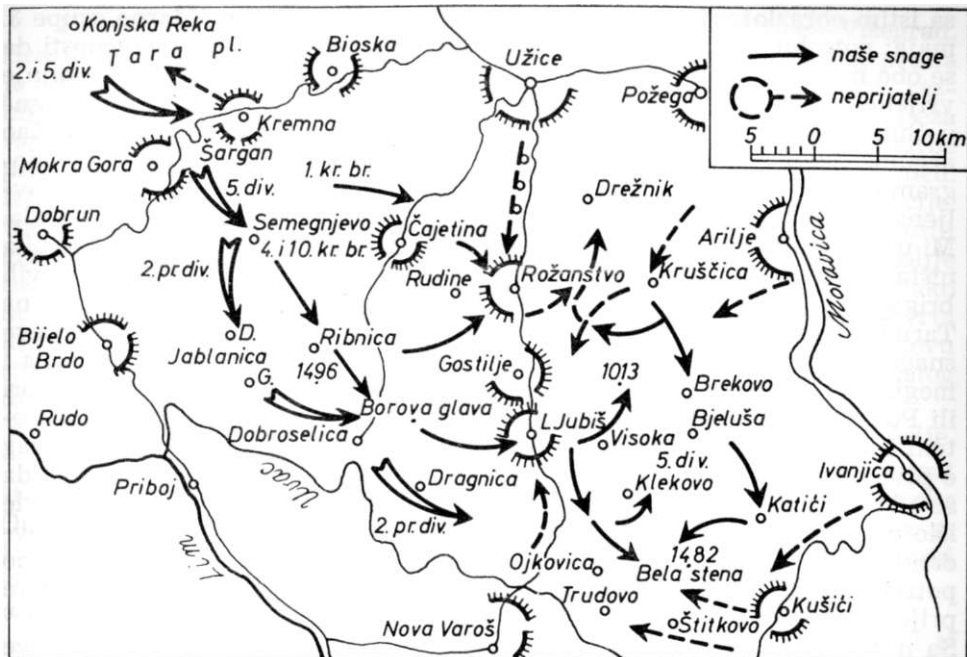 Konjska Reka
Tara pl.
Bioska
Užice
2. i 5. div.
Kremna
Požega
naše snage
neprijatelj
5 0 5 10km
Mokra Gora
Šargan
1. kr. br.
5. div.
Drežnik
Dobrun
Semegnjevo
4. i 10. kr. br.
Čajetina
Arilje
2. pr. div.
Rudine
Rožanstvo
Kruščica
Moravica
Bijelo
Brdo
D.
Jablanica
G.
Ribnica
1496
Gostilje
1013
Brekovo
Rudo
Borova glava
Dobroselica
LJubiš
Visoka
Bjeluša
5. div.
Klekovo
Ivanjica
Priboj
Uvac
Dragnica
2. pr. div.
Katići
Lim
Ojkovica
1482
Bela stena
Trudovo
Štitkovo
Kušići
Nova Varoš